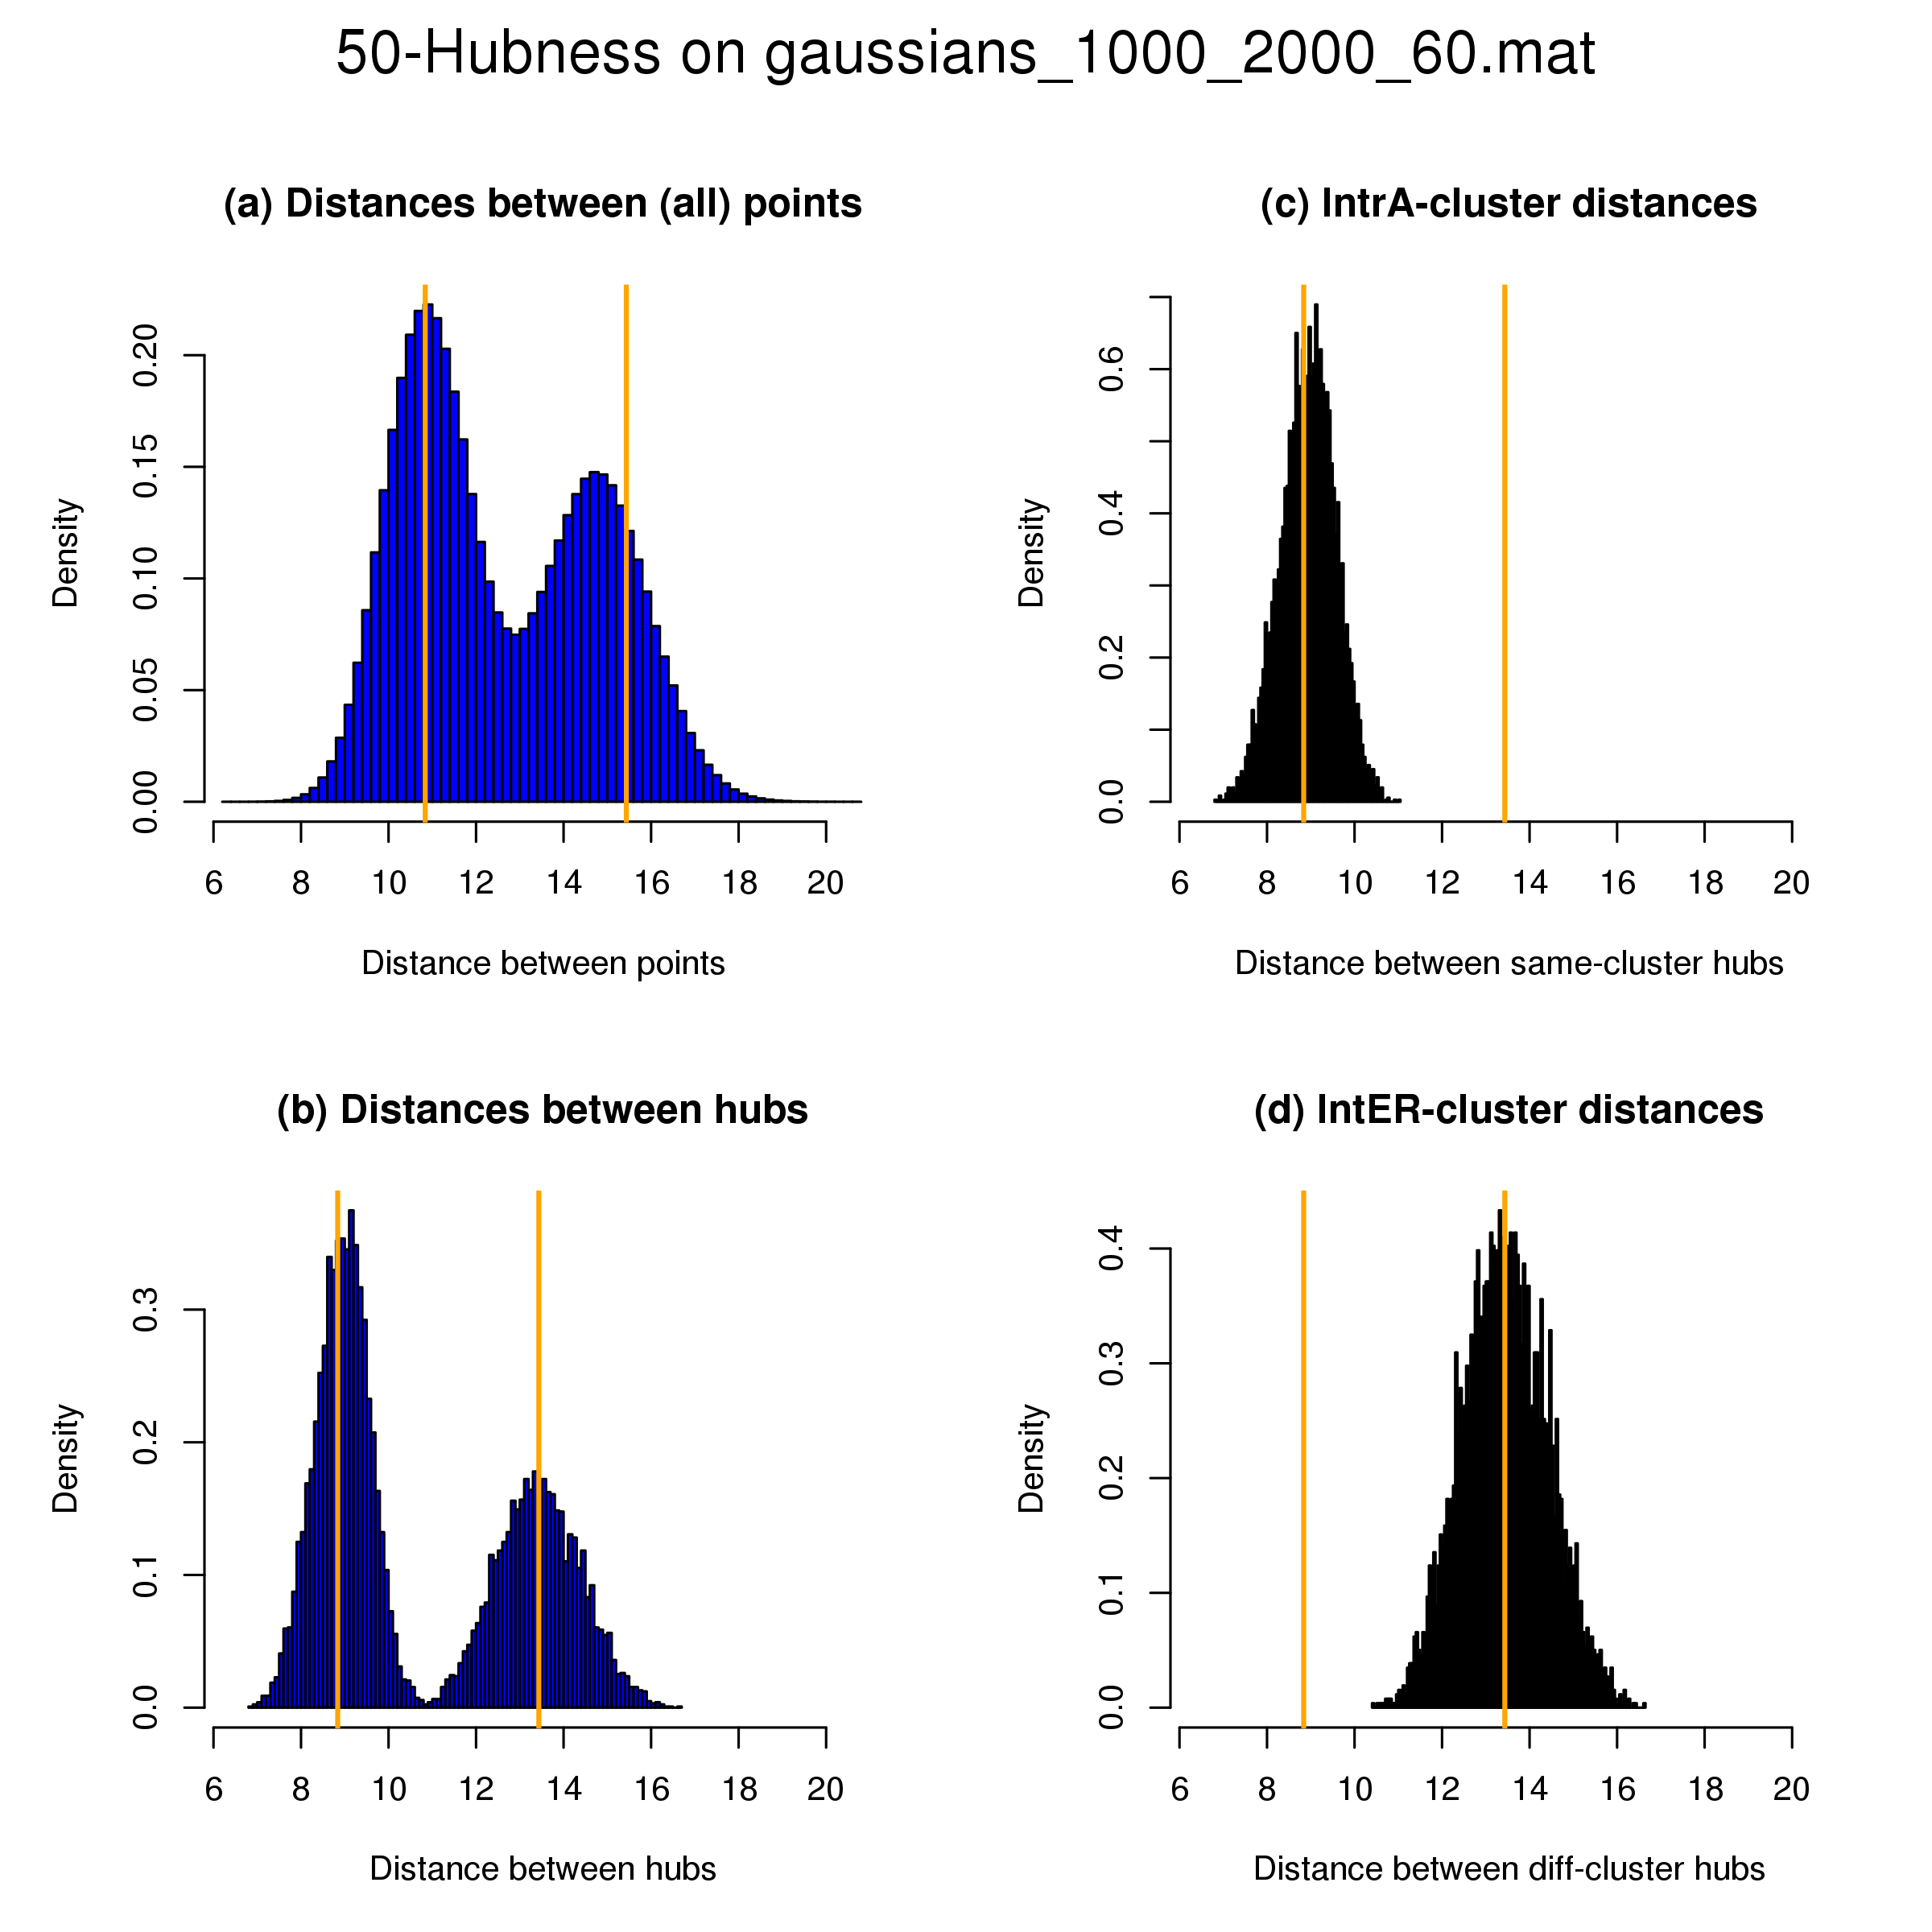 50-Hubness on gaussians_1000_2000_60.mat
(a) Distances between (all) points
Density
0.00 0.05 0.10 0.15 0.20
6 8 10 12 14 16 18 20
Distance between points
(c) IntrA-cluster distances
Density
0.0 0.2 0.4 0.6
6 8 10 12 14 16 18 20
Distance between same-cluster hubs
(b) Distances between hubs
Density
0.0 0.1 0.2 0.3
6 8 10 12 14 16 18 20
Distance between hubs
(d) IntER-cluster distances
Density
0.0 0.1 0.2 0.3 0.4
6 8 10 12 14 16 18 20
Distance between diff-cluster hubs